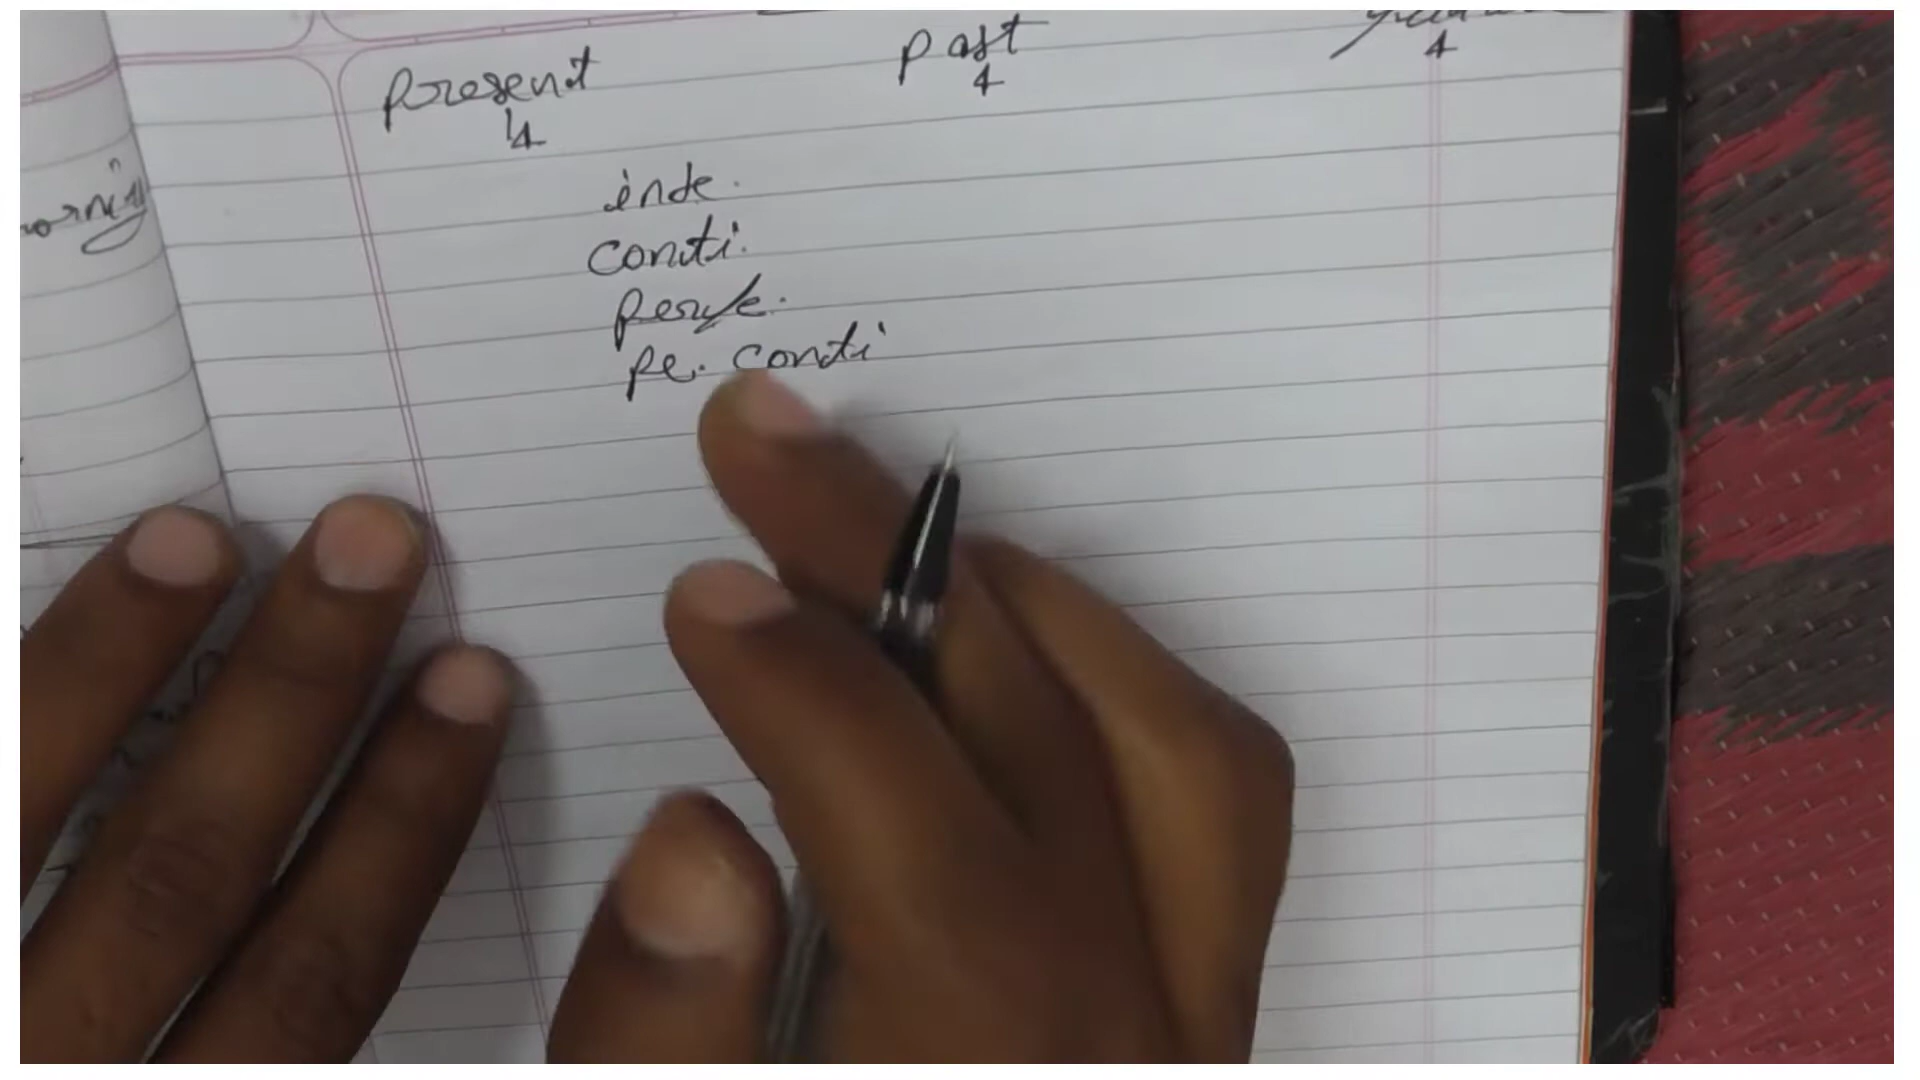 Present
4
Past
4
4
inde.
conti.
perfe.
pe. conti